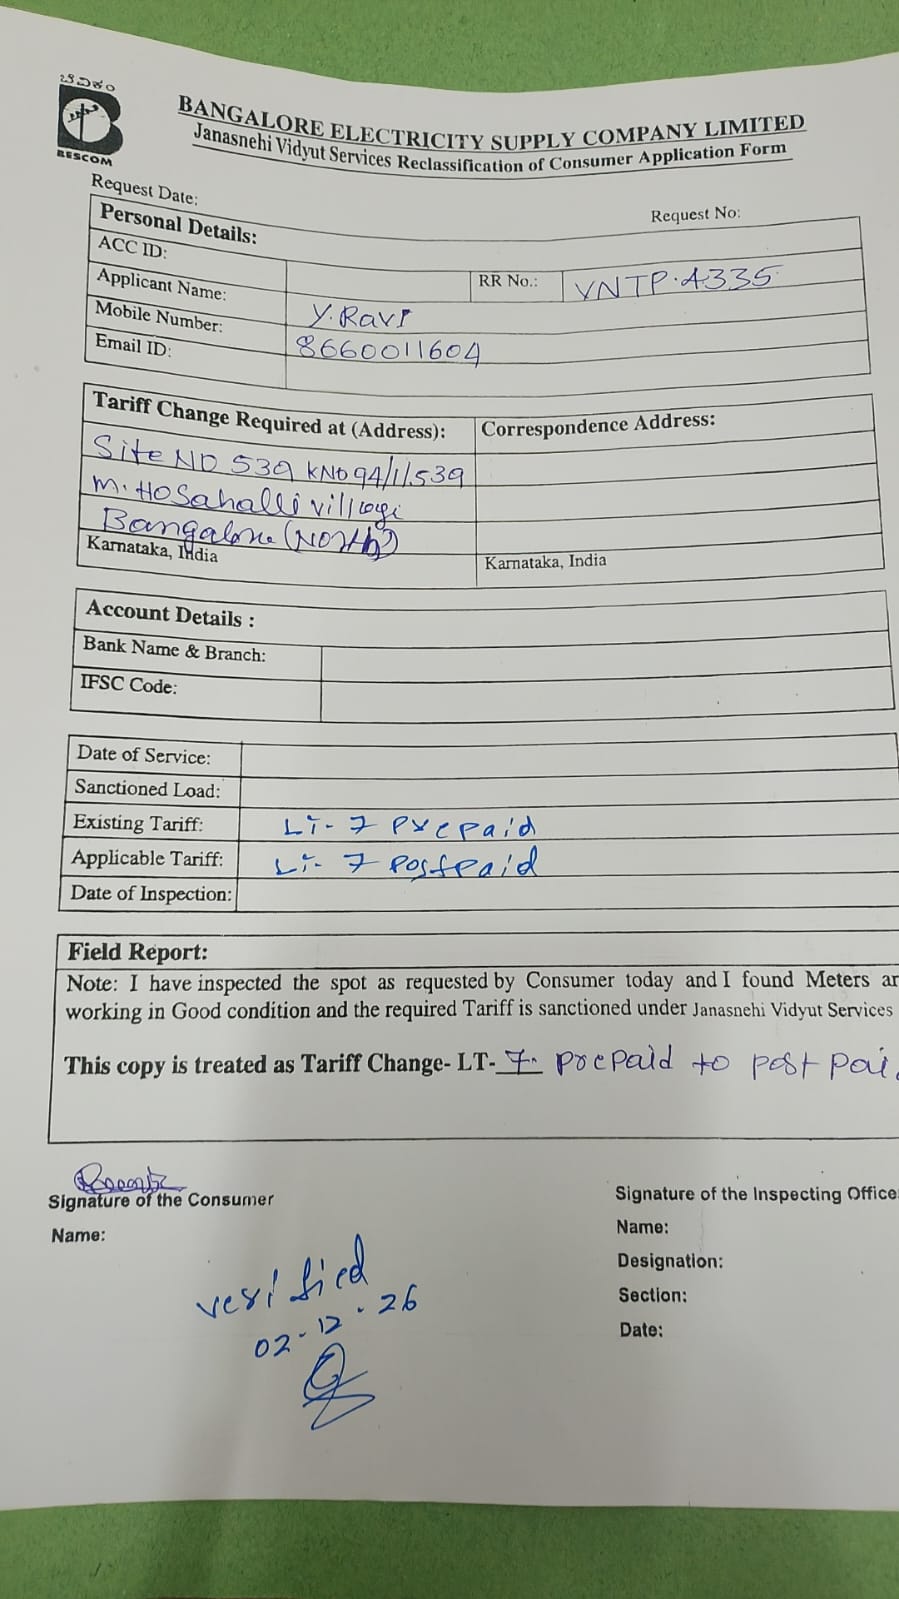 ಬೆವಿಕಂ
BESCOM
BANGALORE ELECTRICITY SUPPLY COMPANY LIMITED
Janasnehi Vidyut Services Reclassification of Consumer Application Form
Request Date:
Request No:
Personal Details:
ACC ID:
RR No.: VNTP.4335
Applicant Name: Y.Ravi
Mobile Number: 8660011604
Email ID:
Tariff Change Required at (Address):
Correspondence Address:
Site NO 539 KNO 94/1/539
M. Hosahalli village
Bangalore (North)
Karnataka, India
Karnataka, India
Account Details :
Bank Name & Branch:
IFSC Code:
Date of Service:
Sanctioned Load:
Existing Tariff: LT- 7 Prepaid
Applicable Tariff: LT- 7 Postpaid
Date of Inspection:
Field Report:
Note: I have inspected the spot as requested by Consumer today and I found Meters ar
working in Good condition and the required Tariff is sanctioned under Janasnehi Vidyut Services
This copy is treated as Tariff Change- LT- 7 prepaid to post pai
Signature of the Consumer
Name:
Signature of the Inspecting Office
Name:
Designation:
Section:
Date:
verified
02-12-26